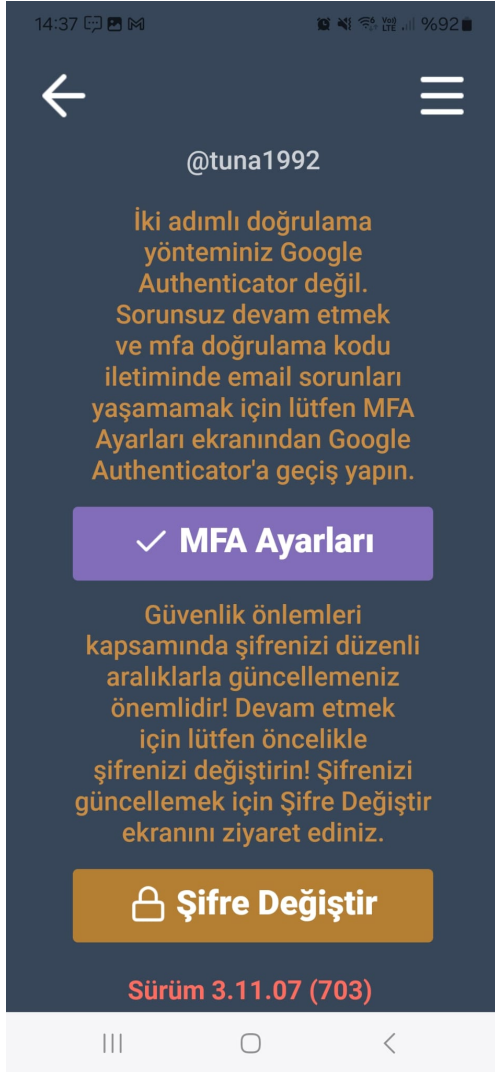 14:37 %92
@tuna1992
İki adımlı doğrulama
yönteminiz Google
Authenticator değil.
Sorunsuz devam etmek
ve mfa doğrulama kodu
iletiminde email sorunları
yaşamamak için lütfen MFA
Ayarları ekranından Google
Authenticator'a geçiş yapın.
MFA Ayarları
Güvenlik önlemleri
kapsamında şifrenizi düzenli
aralıklarla güncellemeniz
önemlidir! Devam etmek
için lütfen öncelikle
şifrenizi değiştirin! Şifrenizi
güncellemek için Şifre Değiştir
ekranını ziyaret ediniz.
Şifre Değiştir
Sürüm 3.11.07 (703)